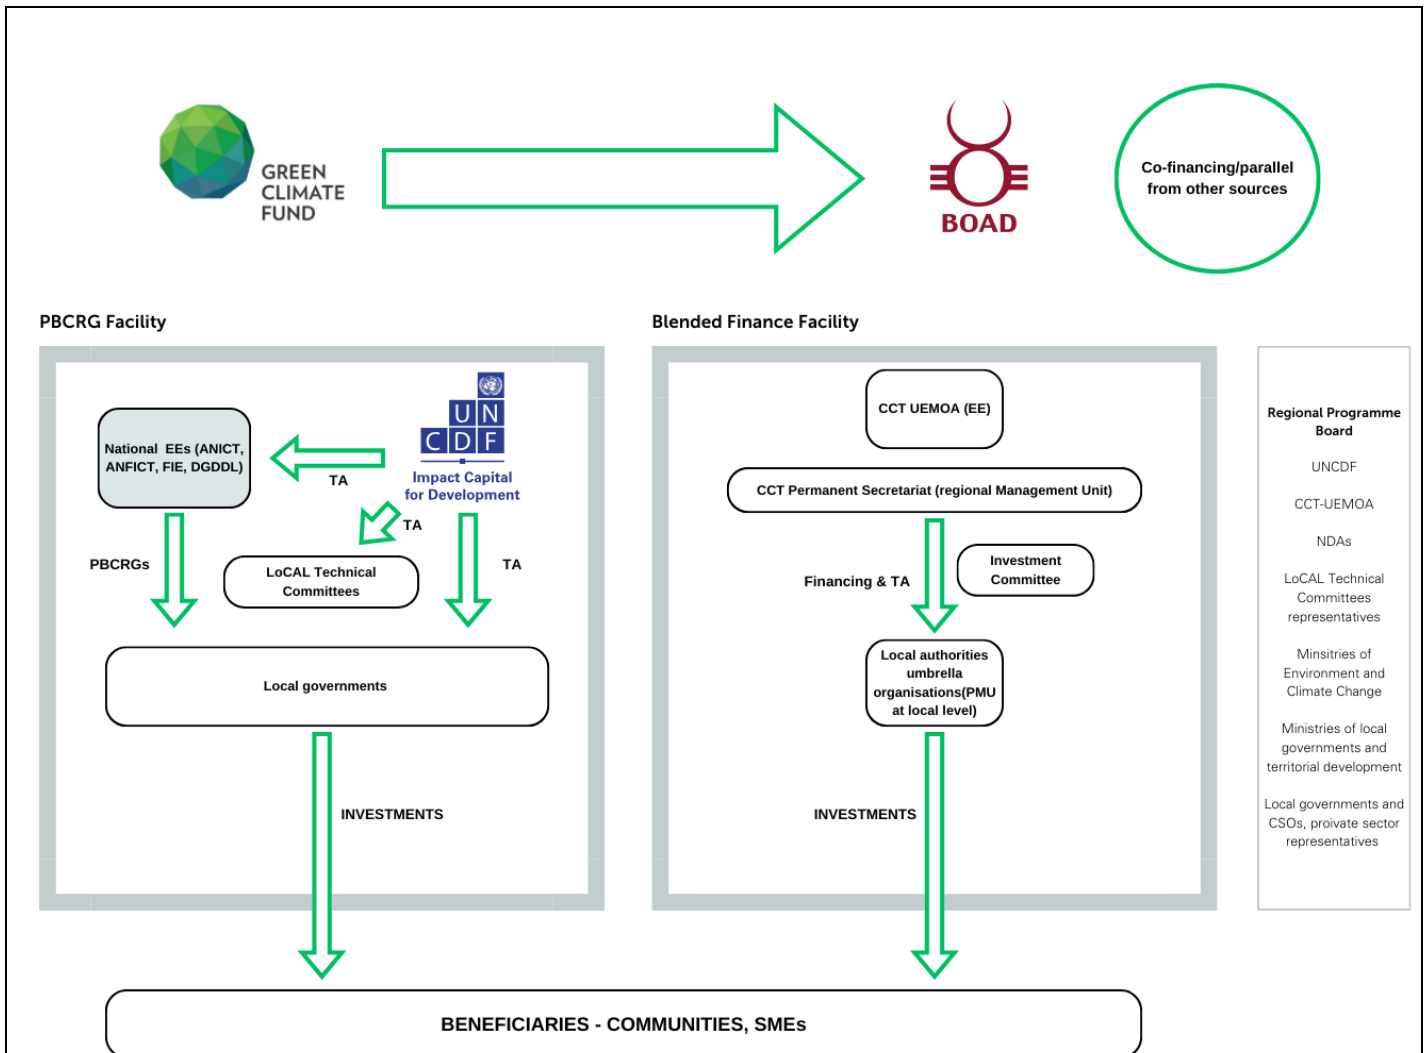 GREEN
CLIMATE
FUND
BOAD
Co-financing/parallel
from other sources
PBCRG Facility
Blended Finance Facility
National EEs (ANICT,
ANFICT, FIE, DGDDL)
TA
UN
CDF
Impact Capital
for Development
TA
PBCRGs
LoCAL Technical
Committees
TA
Local governments
INVESTMENTS
CCT UEMOA (EE)
CCT Permanent Secretariat (regional Management Unit)
Financing & TA
Investment
Committee
Local authorities
umbrella
organisations(PMU
at local level)
INVESTMENTS
Regional Programme
Board
UNCDF
CCT-UEMOA
NDAs
LoCAL Technical
Committees
representatives
Minsitries of
Environment and
Climate Change
Ministries of local
governments and
territorial development
Local governments and
CSOs, proivate sector
representatives
BENEFICIARIES - COMMUNITIES, SMEs